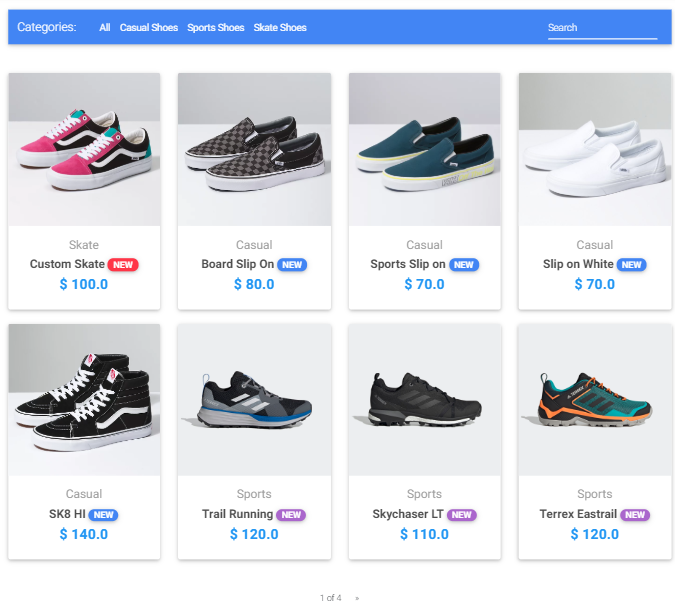 Categories: All Casual Shoes Sports Shoes Skate Shoes Search
Skate Casual Casual Casual
Custom Skate NEW Board Slip On NEW Sports Slip on NEW Slip on White NEW
$ 100.0 $ 80.0 $ 70.0 $ 70.0
Casual Sports Sports Sports
SK8 HI NEW Trail Running NEW Skychaser LT NEW Terrex Eastrail NEW
$ 140.0 $ 120.0 $ 110.0 $ 120.0
1 of 4 »